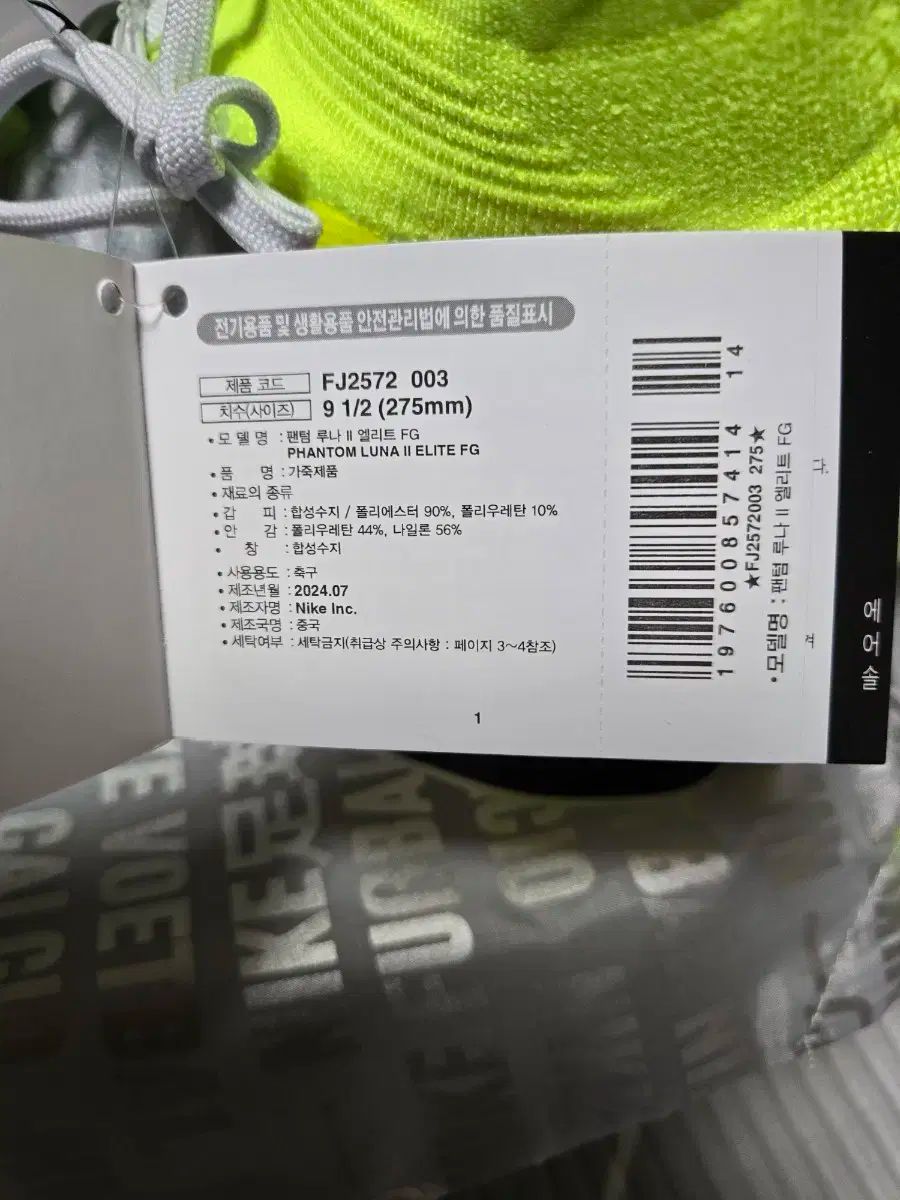 전기용품 및 생활용품 안전관리법에 의한 품질표시
제품 코드 FJ2572 003
치수(사이즈) 9 1/2 (275mm)
• 모 델 명 : 팬텀 루나 II 엘리트 FG
PHANTOM LUNA II ELITE FG
• 품 명 : 가죽제품
• 재료의 종류
• 갑 피 : 합성수지 / 폴리에스터 90%, 폴리우레탄 10%
• 안 감 : 폴리우레탄 44%, 나일론 56%
• 창 : 합성수지
• 사용용도 : 축구
• 제조년월 : 2024.07
• 제조자명 : Nike Inc.
• 제조국명 : 중국
• 세탁여부 : 세탁금지(취급상 주의사항 : 페이지 3~4참조)
1
14
197600857414
★FJ2572003 275★
• 모델명 : 팬텀 루나 II 엘리트 FG
다.
에어솔